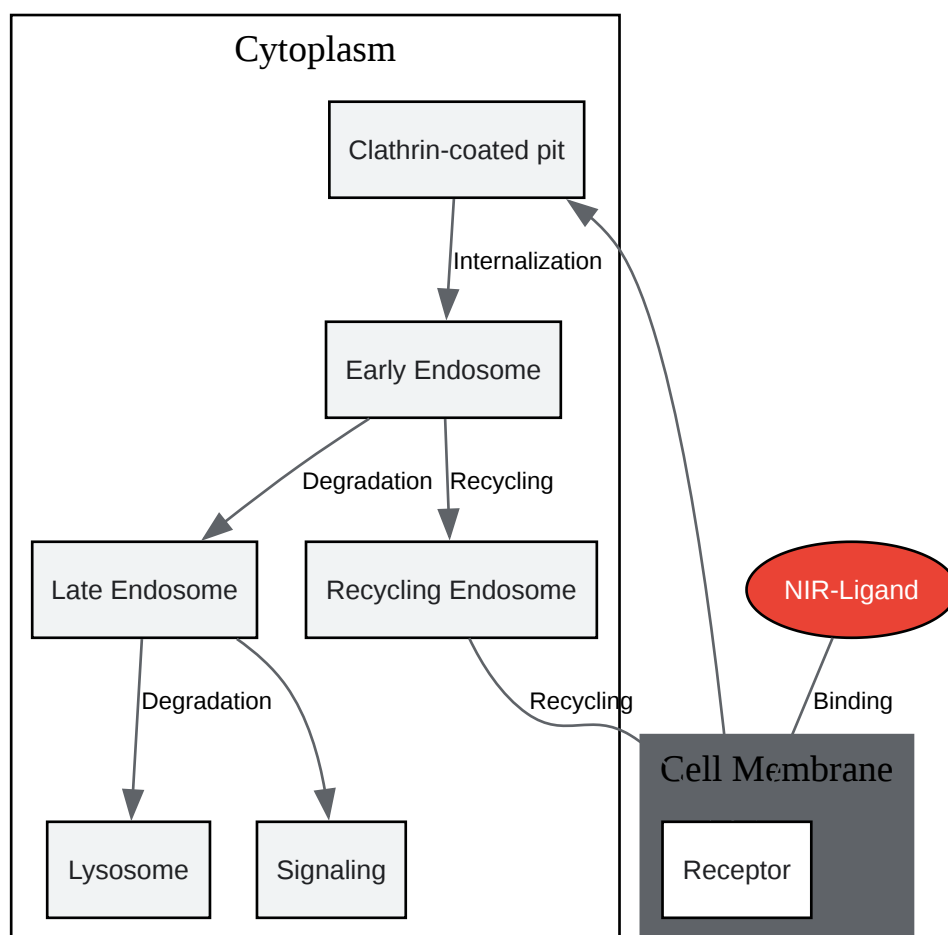 Cytoplasm
Clathrin-coated pit
Internalization
Early Endosome
Degradation
Recycling
Late Endosome
Recycling Endosome
NIR-Ligand
Degradation
Recycling
Binding
Cell Membrane
Lysosome
Signaling
Receptor